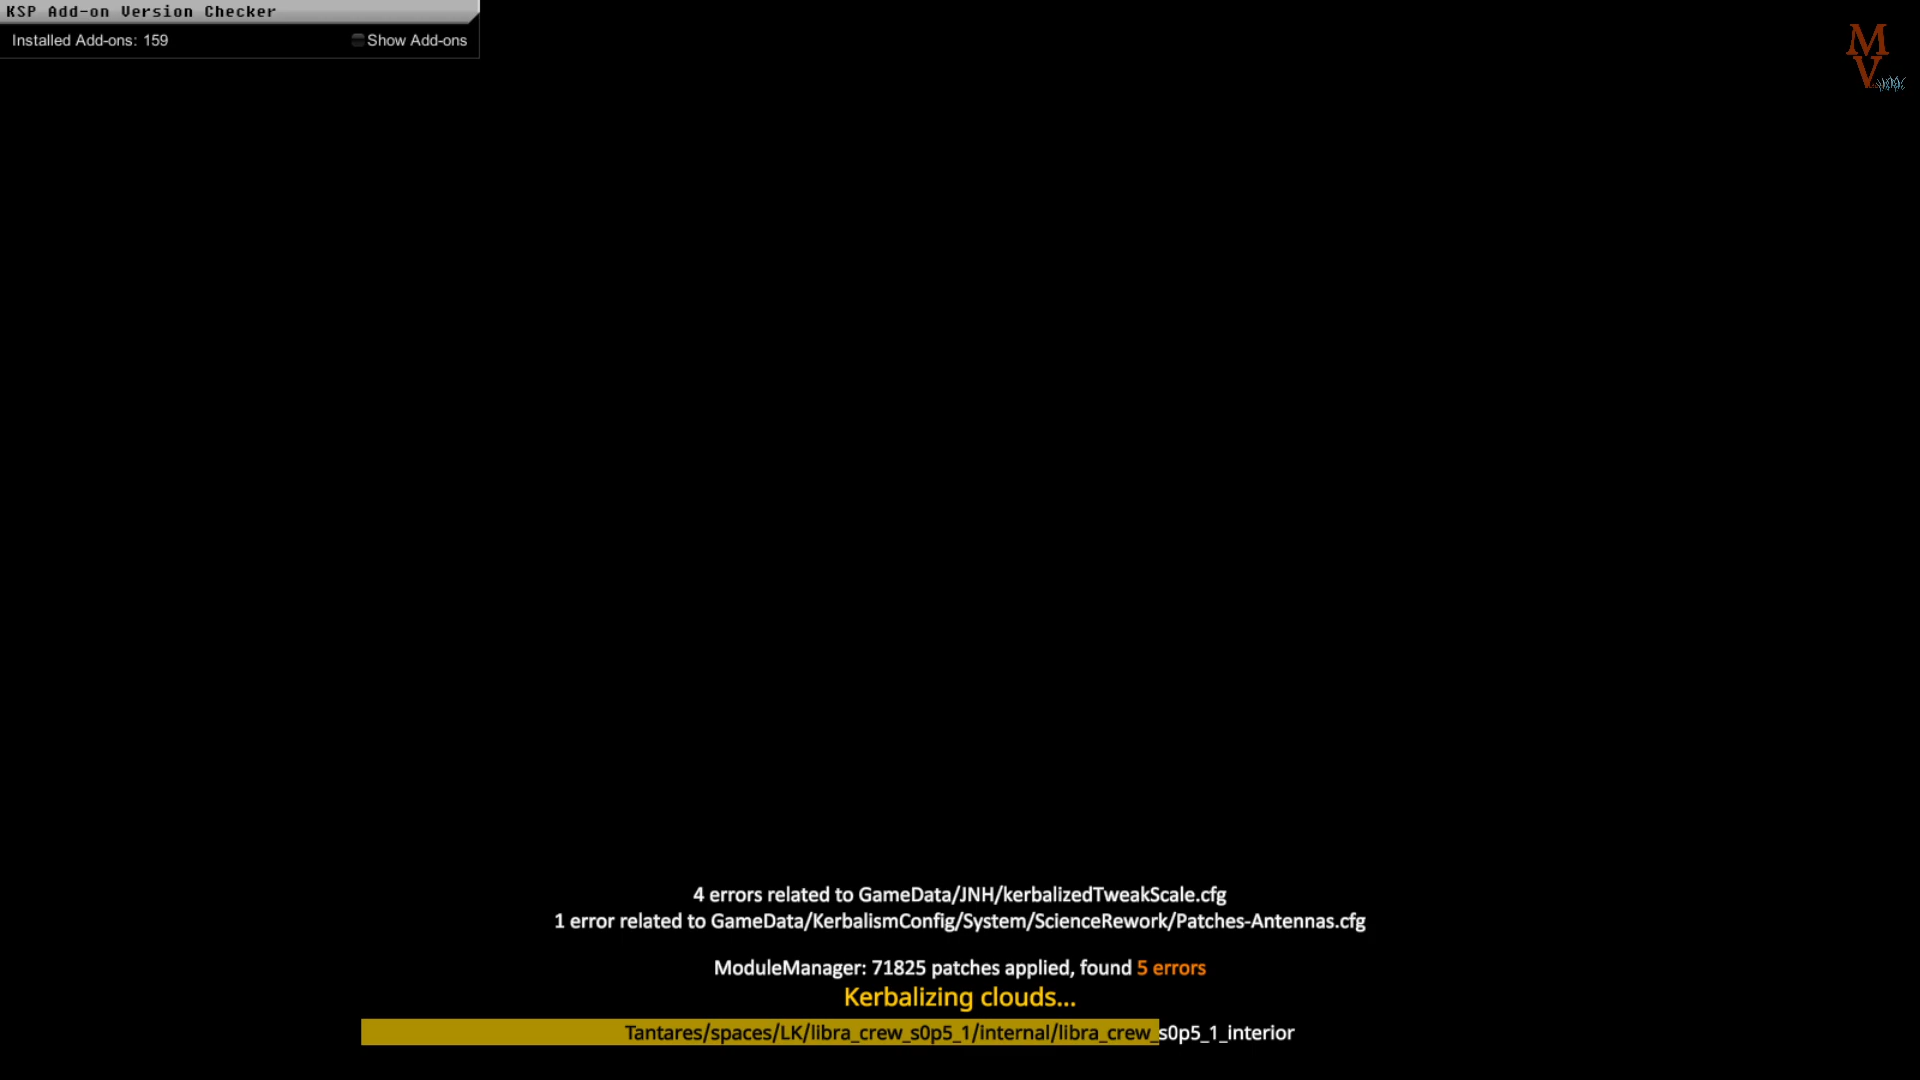 KSP Add-on Version Checker
Installed Add-ons: 159
Show Add-ons
M
V
4 errors related to GameData/JNH/kerbalizedTweakScale.cfg
1 error related to GameData/KerbalismConfig/System/ScienceRework/Patches-Antennas.cfg
ModuleManager: 71825 patches applied, found 5 errors
Kerbalizing clouds...
Tantares/spaces/LK/libra_crew_s0p5_1/internal/libra_crew_s0p5_1_interior